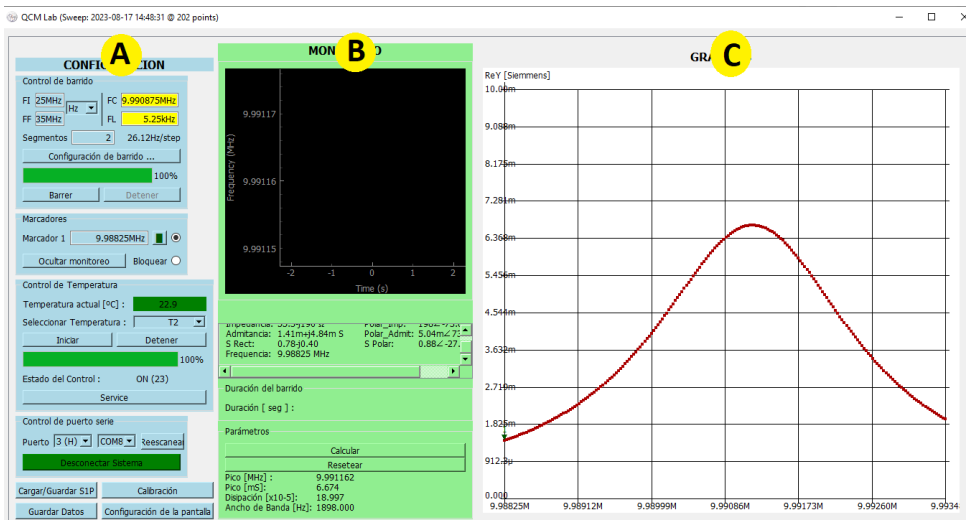 QCM Lab (Sweep: 2023-08-17 14:48:31 @ 202 points)
A
CONFI ION
Control de barrido
FI 25MHz Hz FC 9.990875MHz
FF 35MHz FL 5.25kHz
Segmentos 2 26.12Hz/step
Configuración de barrido ...
100%
Barrer Detener
Marcadores
Marcador 1 9.98825MHz
Ocultar monitoreo Bloquear
Control de Temperatura
Temperatura actual [ºC] : 22.9
Seleccionar Temperatura : T2
Iniciar Detener
100%
Estado del Control : ON (23)
Service
Control de puerto serie
Puerto 3 (H) COM8 Reescanear
Desconectar Sistema
Cargar/Guardar S1P Calibración
Guardar Datos Configuración de la pantalla
B
MON O
Frequency (MHz)
9.99117
9.99116
9.99115
-2 -1 0 1 2
Time (s)
Admitancia: 1.41m+j4.84m S Polar_Admit: 5.04m∠73
S Rect: 0.78-j0.40 S Polar: 0.88∠-27.
Frequencia: 9.98825 MHz
Duración del barrido
Duración [ seg ] :
Parámetros
Calcular
Resetear
Pico [MHz] : 9.991162
Pico [mS]: 6.674
Disipación [x10-5]: 18.997
Ancho de Banda [Hz]: 1898.000
C
GRA
ReY [Siemmens]
10.00m
9.088m
8.175m
7.281m
6.368m
5.456m
4.544m
3.632m
2.719m
1.825m
912.3µ
0.000
9.98825M 9.98912M 9.98999M 9.99086M 9.99173M 9.99260M 9.9934